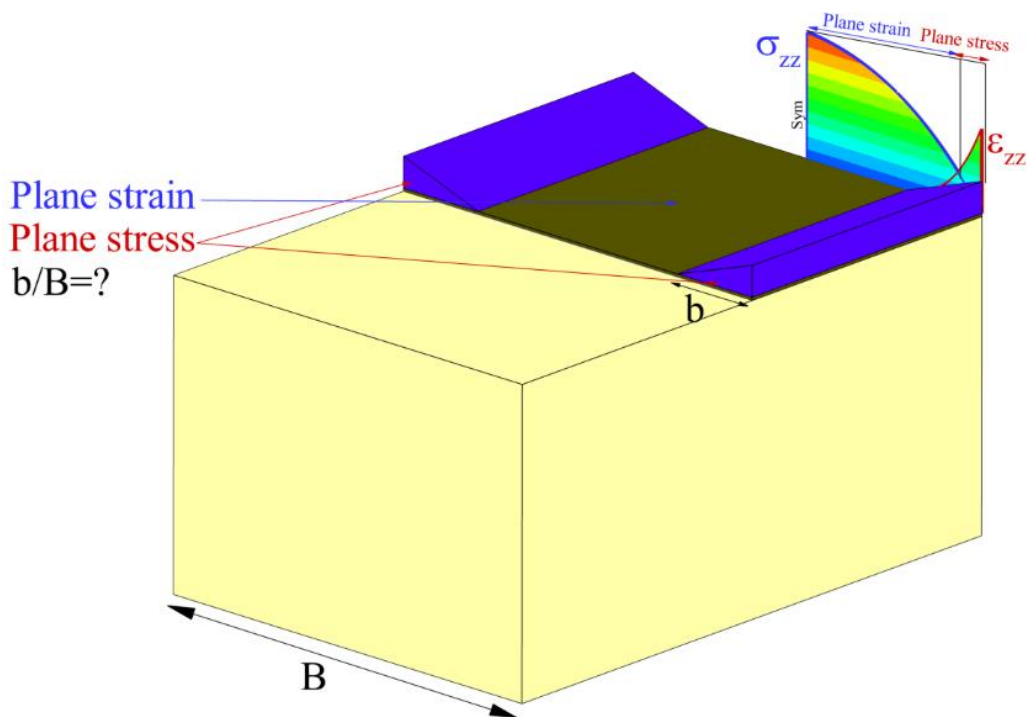 Plane strain
Plane stress
σzz
Sym
εzz
Plane strain
Plane stress
b/B=?
b
B